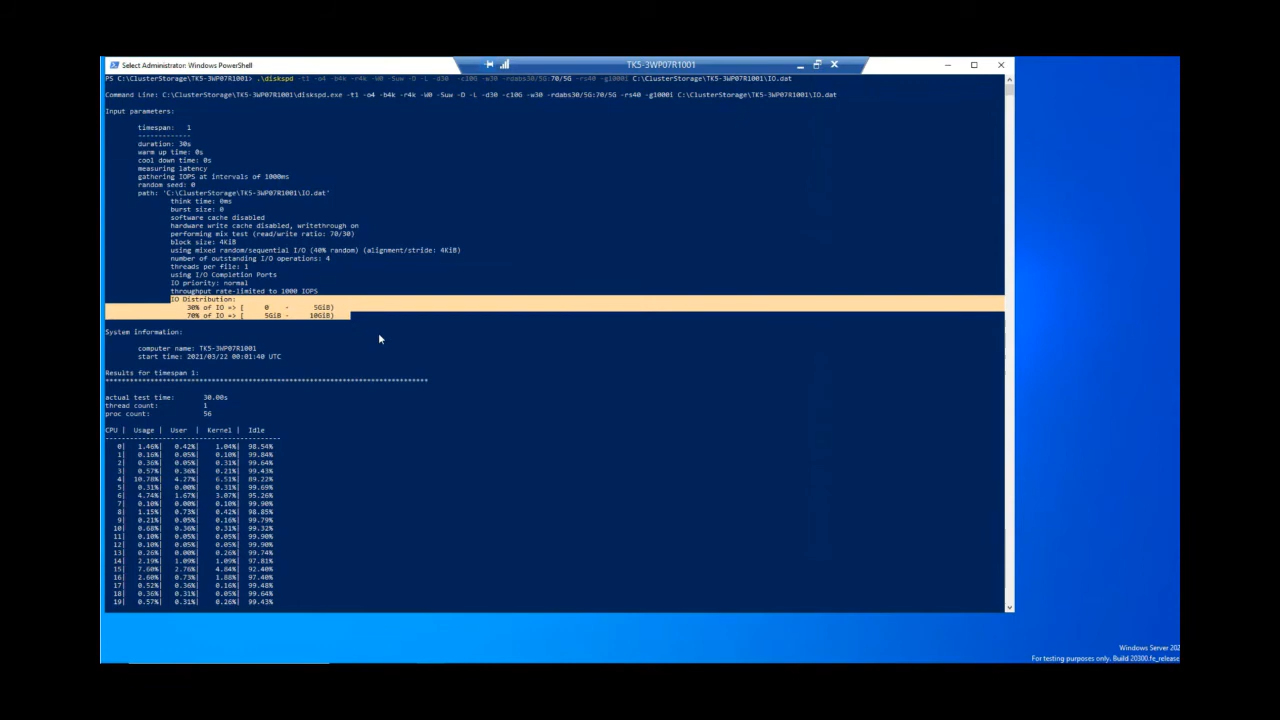 Select Administrator: Windows PowerShell
TK5-3WP07R1001
PS C:\ClusterStorage\TK5-3WP07R1001> .\diskspd -t1 -o4 -b4k -r4k -W0 -Suw -D -L -d30 -c10G -w30 -rdabs30/5G:70/5G -rs40 -g1000i C:\ClusterStorage\TK5-3WP07R1001\IO.dat
Command Line: C:\ClusterStorage\TK5-3WP07R1001\diskspd.exe -t1 -o4 -b4k -r4k -W0 -Suw -D -L -d30 -c10G -w30 -rdabs30/5G:70/5G -rs40 -g1000i C:\ClusterStorage\TK5-3WP07R1001\IO.dat
Input parameters:
timespan: 1
-------------
duration: 30s
warm up time: 0s
cool down time: 0s
measuring latency
gathering IOPS at intervals of 1000ms
random seed: 0
path: 'C:\ClusterStorage\TK5-3WP07R1001\IO.dat'
think time: 0ms
burst size: 0
software cache disabled
hardware write cache disabled, writethrough on
performing mix test (read/write ratio: 70/30)
block size: 4KiB
using mixed random/sequential I/O (40% random) (alignment/stride: 4KiB)
number of outstanding I/O operations: 4
threads per file: 1
using I/O Completion Ports
IO priority: normal
throughput rate-limited to 1000 IOPS
IO Distribution:
30% of IO => [ 0 - 5GiB)
70% of IO => [ 5GiB - 10GiB)
System information:
computer name: TK5-3WP07R1001
start time: 2021/03/22 00:01:40 UTC
Results for timespan 1:
*******************************************************************************
actual test time: 30.00s
thread count: 1
proc count: 56
CPU | Usage | User | Kernel | Idle
-------------------------------------------
0| 1.46%| 0.42%| 1.04%| 98.54%
1| 0.16%| 0.05%| 0.10%| 99.84%
2| 0.36%| 0.05%| 0.31%| 99.64%
3| 0.57%| 0.36%| 0.21%| 99.43%
4| 10.78%| 4.27%| 6.51%| 89.22%
5| 0.31%| 0.00%| 0.31%| 99.69%
6| 4.74%| 1.67%| 3.07%| 95.26%
7| 0.10%| 0.00%| 0.10%| 99.90%
8| 1.15%| 0.73%| 0.42%| 98.85%
9| 0.21%| 0.05%| 0.16%| 99.79%
10| 0.68%| 0.36%| 0.31%| 99.32%
11| 0.10%| 0.05%| 0.05%| 99.90%
12| 0.10%| 0.05%| 0.05%| 99.90%
13| 0.26%| 0.00%| 0.26%| 99.74%
14| 2.19%| 1.09%| 1.09%| 97.81%
15| 7.60%| 2.76%| 4.84%| 92.40%
16| 2.60%| 0.73%| 1.88%| 97.40%
17| 0.52%| 0.36%| 0.16%| 99.48%
18| 0.36%| 0.31%| 0.05%| 99.64%
19| 0.57%| 0.31%| 0.26%| 99.43%
Windows Server 202
For testing purposes only. Build 20300.fe_release